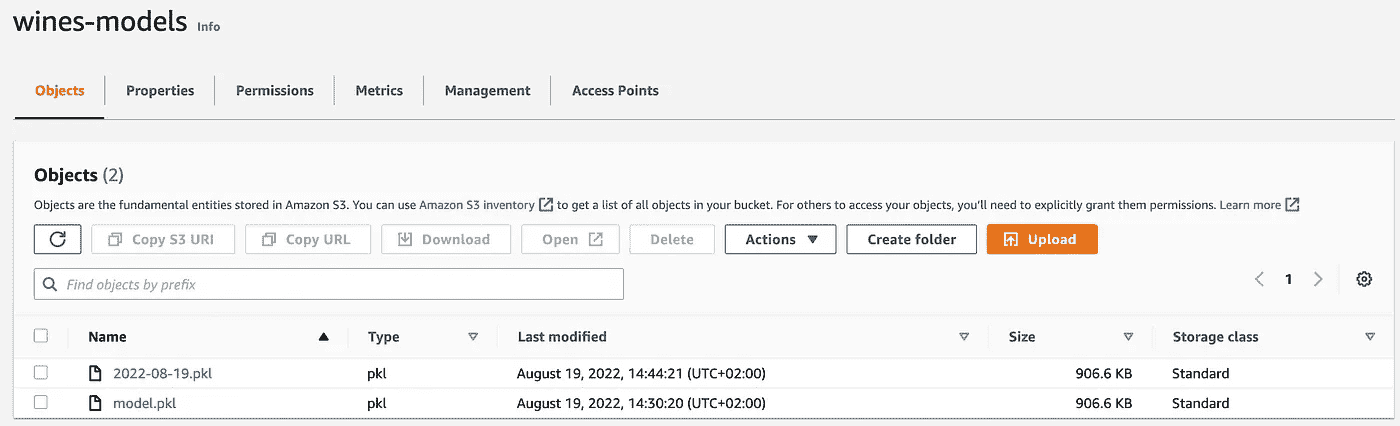 wines-models Info
Objects Properties Permissions Metrics Management Access Points
Objects (2)
Objects are the fundamental entities stored in Amazon S3. You can use Amazon S3 inventory to get a list of all objects in your bucket. For others to access your objects, you'll need to explicitly grant them permissions. Learn more
Copy S3 URI Copy URL Download Open Delete Actions Create folder Upload
Find objects by prefix
1
Name Type Last modified Size Storage class
2022-08-19.pkl pkl August 19, 2022, 14:44:21 (UTC+02:00) 906.6 KB Standard
model.pkl pkl August 19, 2022, 14:30:20 (UTC+02:00) 906.6 KB Standard